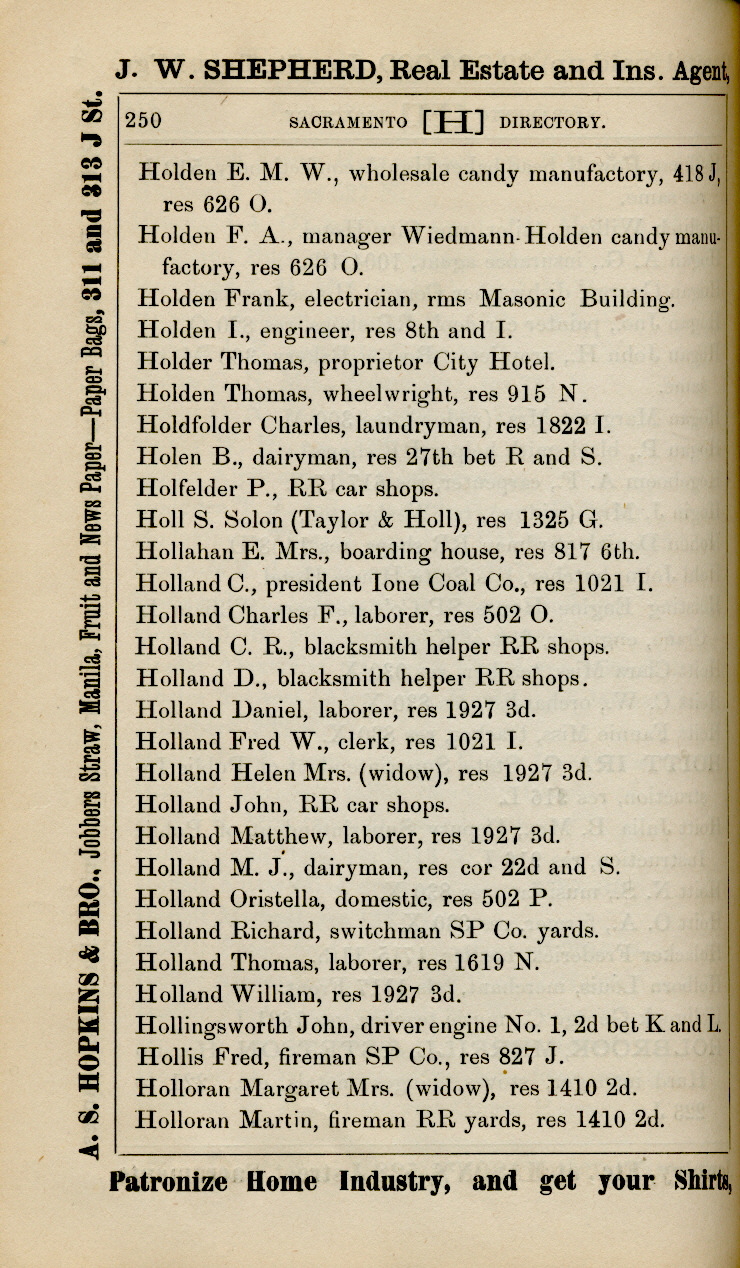 J. W. SHEPHERD, Real Estate and Ins. Agent,
250 SACRAMENTO [H] DIRECTORY.
Holden E. M. W., wholesale candy manufactory, 418 J,
res 626 O.
Holden F. A., manager Wiedmann-Holden candy manu-
factory, res 626 O.
Holden Frank, electrician, rms Masonic Building.
Holden I., engineer, res 8th and I.
Holder Thomas, proprietor City Hotel.
Holden Thomas, wheelwright, res 915 N.
Holdfolder Charles, laundryman, res 1822 I.
Holen B., dairyman, res 27th bet R and S.
Holfelder P., RR car shops.
Holl S. Solon (Taylor & Holl), res 1325 G.
Hollahan E. Mrs., boarding house, res 817 6th.
Holland C., president Ione Coal Co., res 1021 I.
Holland Charles F., laborer, res 502 O.
Holland C. R., blacksmith helper RR shops.
Holland D., blacksmith helper RR shops.
Holland Daniel, laborer, res 1927 3d.
Holland Fred W., clerk, res 1021 I.
Holland Helen Mrs. (widow), res 1927 3d.
Holland John, RR car shops.
Holland Matthew, laborer, res 1927 3d.
Holland M. J., dairyman, res cor 22d and S.
Holland Oristella, domestic, res 502 P.
Holland Richard, switchman SP Co. yards.
Holland Thomas, laborer, res 1619 N.
Holland William, res 1927 3d.
Hollingsworth John, driver engine No. 1, 2d bet K and L.
Hollis Fred, fireman SP Co., res 827 J.
Holloran Margaret Mrs. (widow), res 1410 2d.
Holloran Martin, fireman RR yards, res 1410 2d.
Patronize Home Industry, and get your Shirts,
A. S. HOPKINS & BRO., Jobbers Straw, Manila, Fruit and News Paper—Paper Bags, 311 and 313 J St.